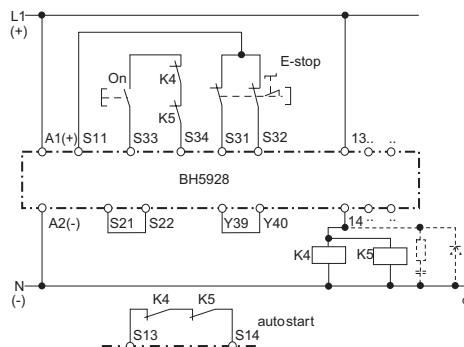 L1
(+)
E-stop
On
K4
K5
A1(+) S11 S33 S34 S31 S32 13.. ..
BH5928
A2(-) S21 S22 Y39 Y40 14.. ..
K4 K5
N
(-)
K4 K5
autostart
S13 S14